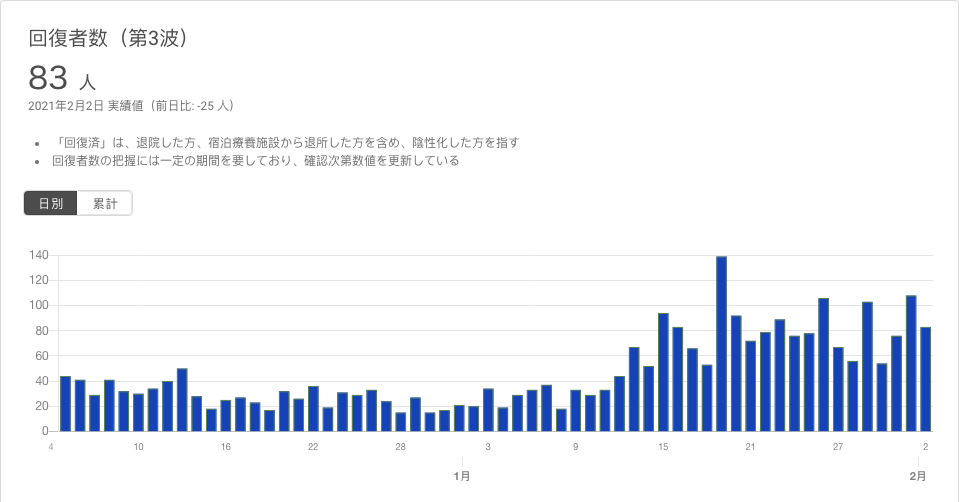 回復者数（第3波）
83 人
2021年2月2日 実績値（前日比: -25 人）
• 「回復済」は、退院した方、宿泊療養施設から退所した方を含め、陰性化した方を指す
• 回復者数の把握には一定の期間を要しており、確認次第数値を更新している
日別 累計
140
120
100
80
60
40
20
0
4 10 16 22 28 3 9 15 21 27 2
1月 2月